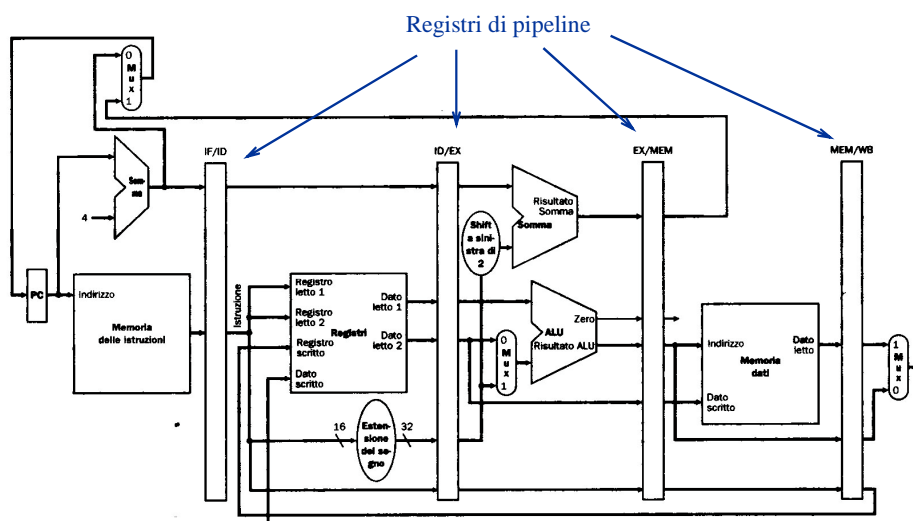 Registri di pipeline
0
M
u
x
1
IF/ID
ID/EX
EX/MEM
MEM/WB
Som-
ma
4
Risultato
Somma
Somma
Shift
a sini-
stra di
2
PC
Indirizzo
Memoria
delle istruzioni
Istruzione
Registro
letto 1
Registro
letto 2
Registri
Registro
scritto
Dato
scritto
Dato
letto 1
Dato
letto 2
0
M
u
x
1
Zero
ALU
Risultato ALU
Indirizzo
Dato
letto
Memoria
dati
Dato
scritto
1
M
u
x
0
16
Estensione
del se-
gno
32